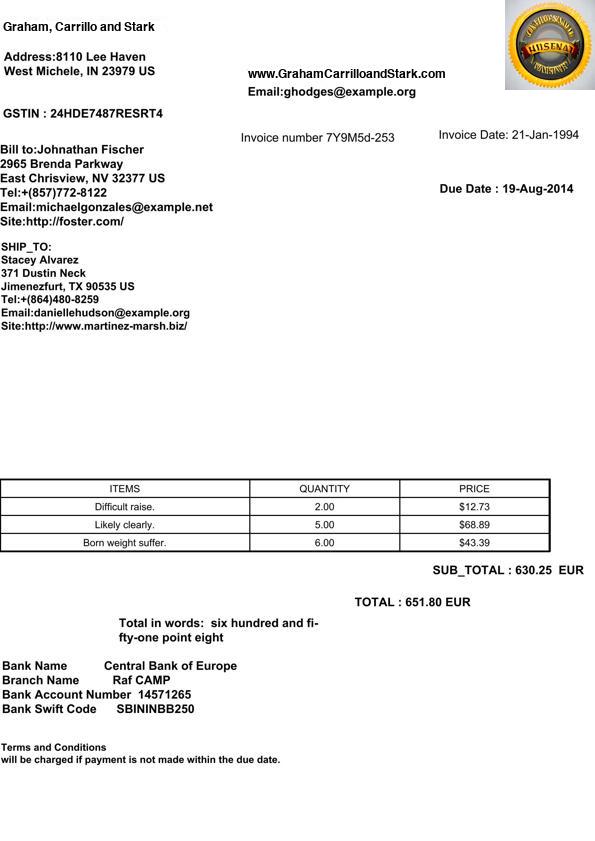 Graham, Carrillo and Stark
Address:8110 Lee Haven
West Michele, IN 23979 US
www.GrahamCarrilloandStark.com
Email:ghodges@example.org
GSTIN : 24HDE7487RESRT4
Invoice number 7Y9M5d-253
Invoice Date: 21-Jan-1994
Due Date : 19-Aug-2014
Bill to:Johnathan Fischer
2965 Brenda Parkway
East Chrisview, NV 32377 US
Tel:+(857)772-8122
Email:michaelgonzales@example.net
Site:http://foster.com/
SHIP_TO:
Stacey Alvarez
371 Dustin Neck
Jimenezfurt, TX 90535 US
Tel:+(864)480-8259
Email:daniellehudson@example.org
Site:http://www.martinez-marsh.biz/
ITEMS QUANTITY PRICE
Difficult raise. 2.00 $12.73
Likely clearly. 5.00 $68.89
Born weight suffer. 6.00 $43.39
SUB_TOTAL : 630.25 EUR
TOTAL : 651.80 EUR
Total in words: six hundred and fi-
fty-one point eight
Bank Name Central Bank of Europe
Branch Name Raf CAMP
Bank Account Number 14571265
Bank Swift Code SBININBB250
Terms and Conditions
will be charged if payment is not made within the due date.